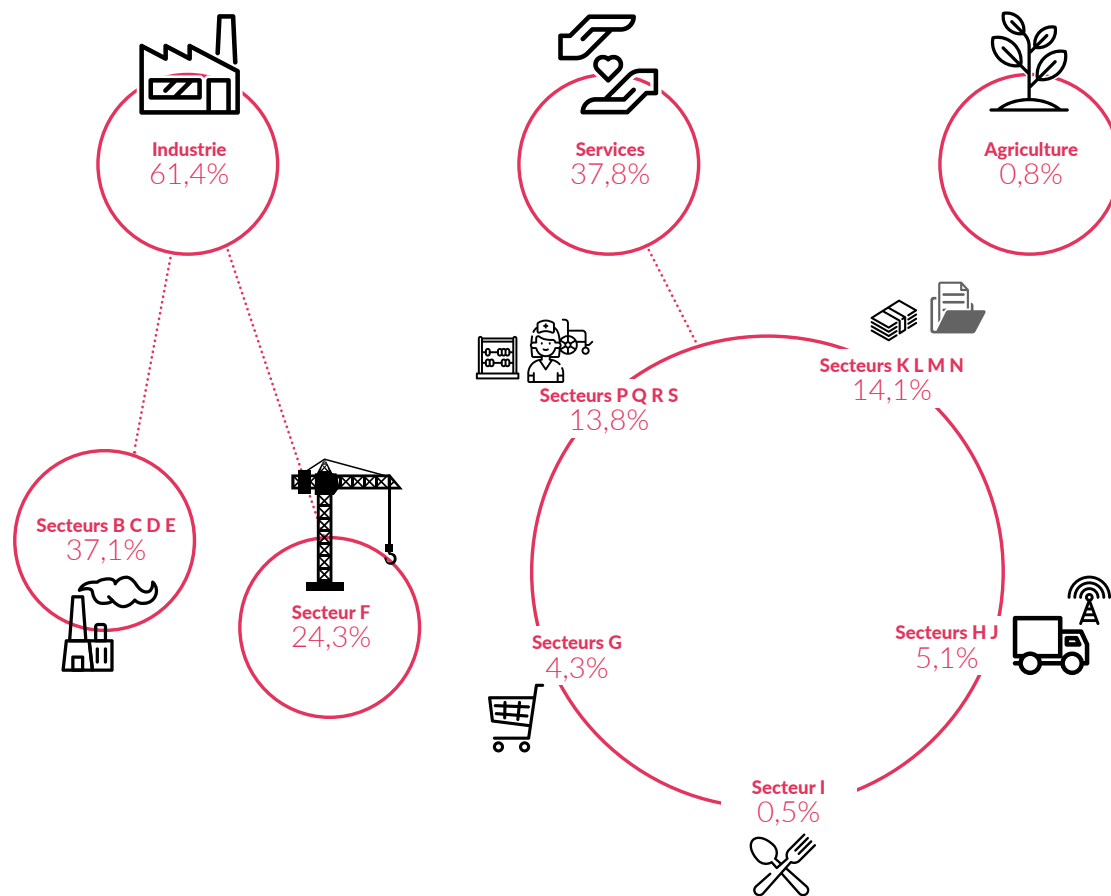 Industrie
61,4%
Services
37,8%
Agriculture
0,8%
Secteurs P Q R S
13,8%
Secteurs K L M N
14,1%
Secteurs B C D E
37,1%
Secteur F
24,3%
Secteurs G
4,3%
Secteurs H J
5,1%
Secteur I
0,5%